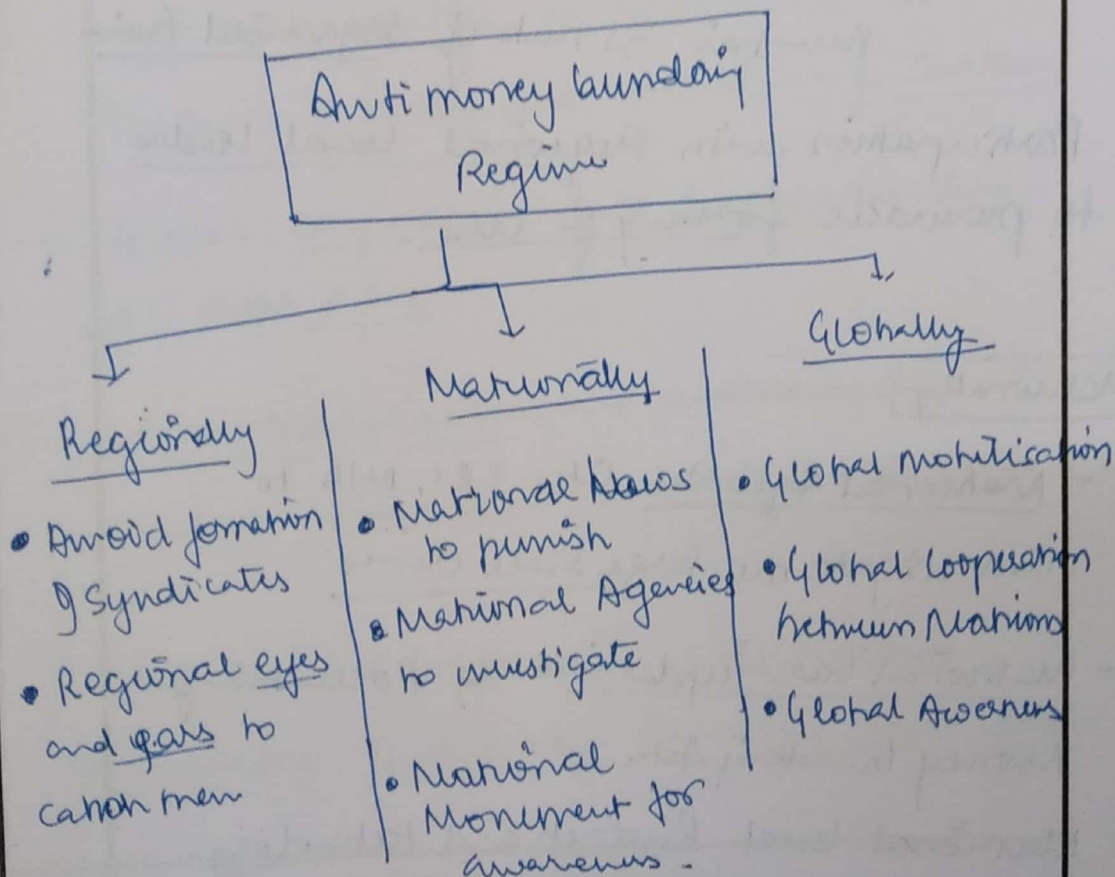 Anti money laundaig
Regime
Regionally
• Avoid formation
of Syndicates
• Regional eyes
and ears to
catch men
Nationally
• National Laws
to punish
• National Agencies
to investigate
• National
Movement for
awareness.
Globally
• Global Mobilisation
• Global Cooperation
between Nations
• Global Awareness